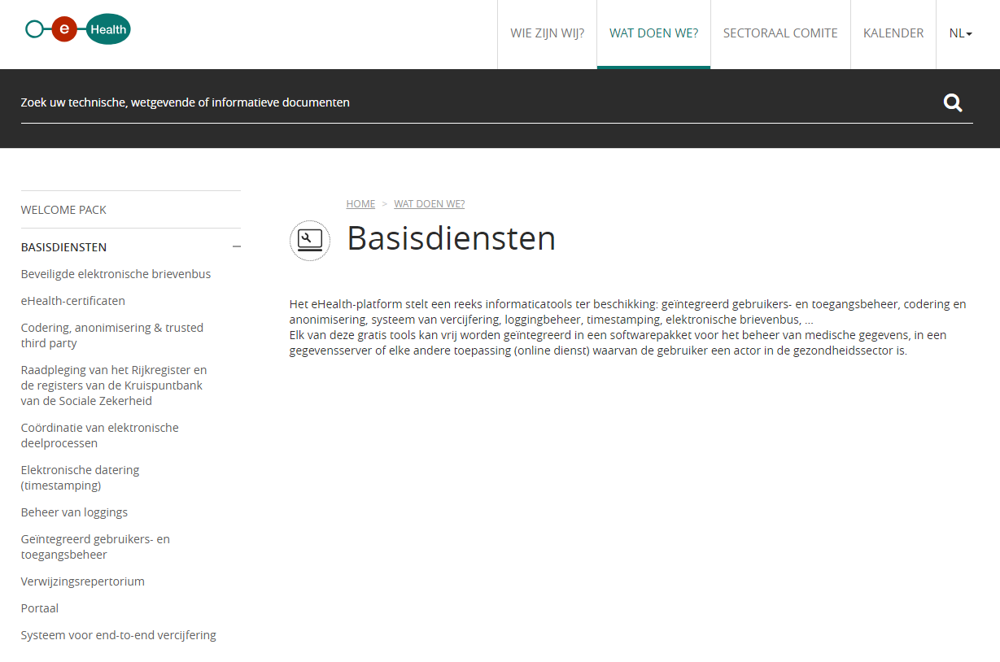 e Health
WIE ZIJN WIJ?
WAT DOEN WE?
SECTORAAL COMITE
KALENDER
NL
Zoek uw technische, wetgevende of informatieve documenten
WELCOME PACK
BASISDIENSTEN
Beveiligde elektronische brievenbus
eHealth-certificaten
Codering, anonimisering & trusted
third party
Raadpleging van het Rijkregister en
de registers van de Kruispuntbank
van de Sociale Zekerheid
Coördinatie van elektronische
deelprocessen
Elektronische datering
(timestamping)
Beheer van loggings
Geïntegreerd gebruikers- en
toegangsbeheer
Verwijzingsrepertorium
Portaal
Systeem voor end-to-end vercijfering
HOME > WAT DOEN WE?
Basisdiensten
Het eHealth-platform stelt een reeks informaticatools ter beschikking: geïntegreerd gebruikers- en toegangsbeheer, codering en
anonimisering, systeem van vercijfering, loggingbeheer, timestamping, elektronische brievenbus, ...
Elk van deze gratis tools kan vrij worden geïntegreerd in een softwarepakket voor het beheer van medische gegevens, in een
gegevensserver of elke andere toepassing (online dienst) waarvan de gebruiker een actor in de gezondheidssector is.